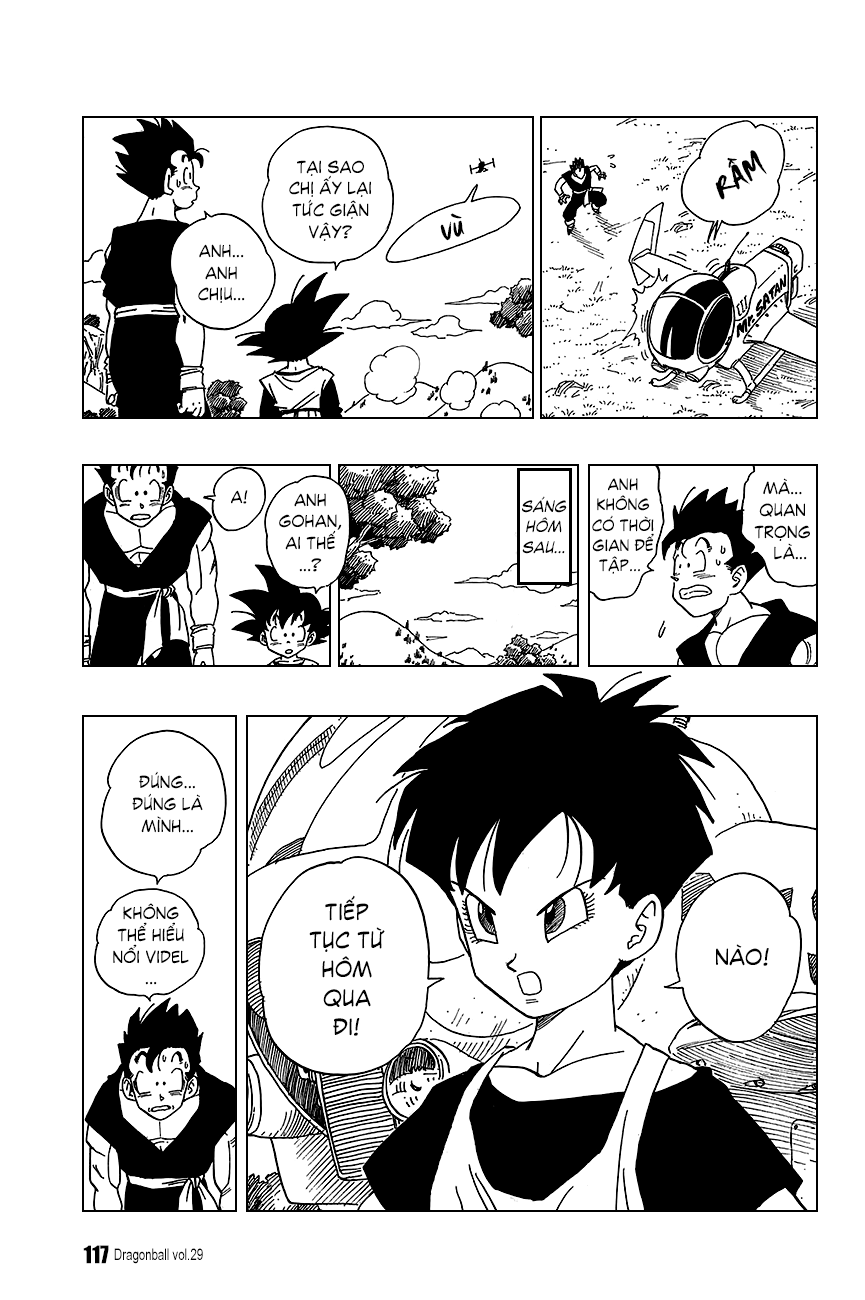 RẦM
Mr. SATAN
VÙ
TẠI SAO
CHỊ ẤY LẠI
TỨC GIẬN
VẬY?
ANH...
ANH
CHỊU...
MÀ...
QUAN
TRỌNG
LÀ...
ANH
KHÔNG
CÓ THỜI
GIAN ĐỂ
TẬP...
SÁNG
HÔM
SAU...
ANH
GOHAN,
AI THẾ
...?
A!
NÀO!
TIẾP
TỤC TỪ
HÔM
QUA
ĐI!
ĐÚNG...
ĐÚNG LÀ
MÌNH...
KHÔNG
THỂ HIỂU
NỔI VIDEL
...
117 Dragonball vol.29